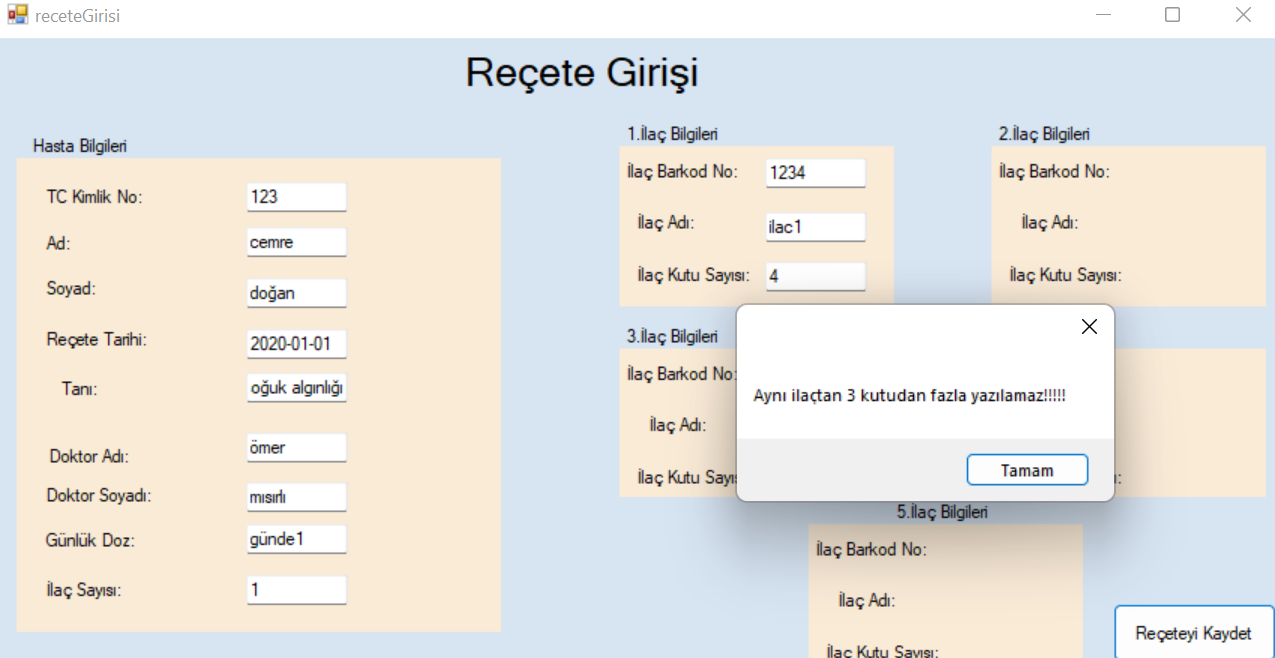 receteGirisi
Reçete Girişi
Hasta Bilgileri
TC Kimlik No: 123
Ad: cemre
Soyad: doğan
Reçete Tarihi: 2020-01-01
Tanı: oğuk algınlığı
Doktor Adı: ömer
Doktor Soyadı: mısırlı
Günlük Doz: günde1
İlaç Sayısı: 1
1.İlaç Bilgileri
İlaç Barkod No: 1234
İlaç Adı: ilac1
İlaç Kutu Sayısı: 4
2.İlaç Bilgileri
İlaç Barkod No:
İlaç Adı:
İlaç Kutu Sayısı:
3.İlaç Bilgileri
İlaç Barkod No:
İlaç Adı:
İlaç Kutu
Aynı ilaçtan 3 kutudan fazla yazılamaz!!!!!
Tamam
5.İlaç Bilgileri
İlaç Barkod No:
İlaç Adı:
İlaç Kutu Sayısı:
Reçeteyi Kaydet